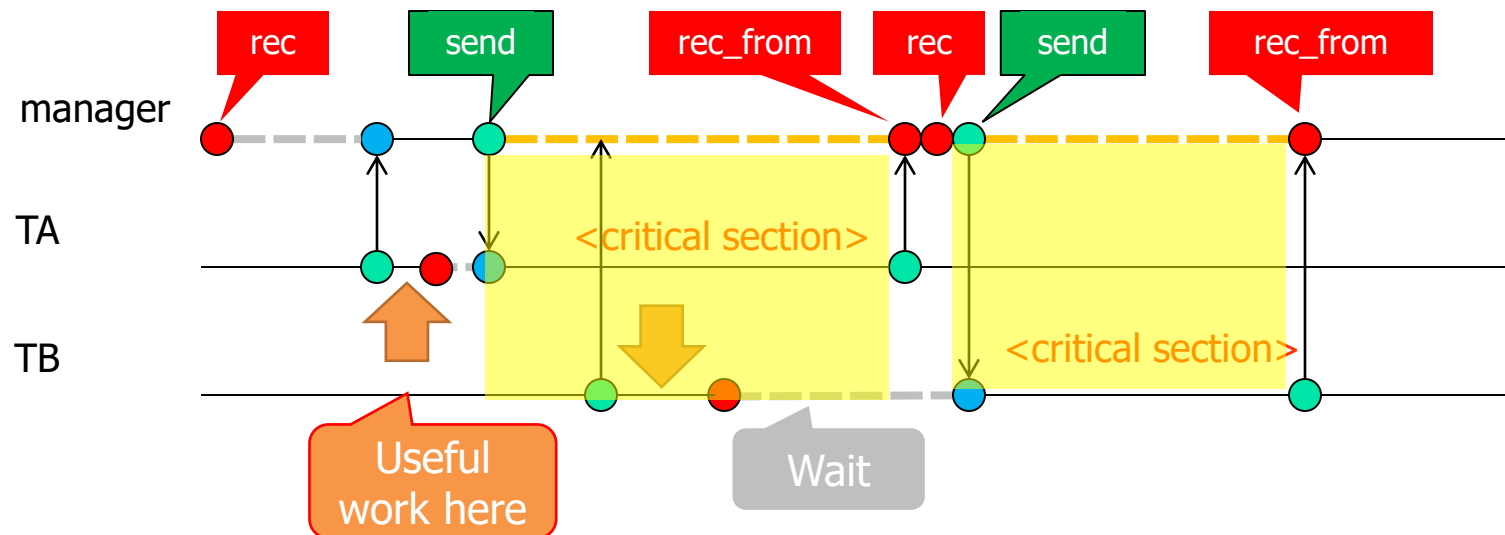 rec
send
rec_from
rec
send
rec_from
manager
TA
<critical section>
TB
<critical section>
Useful
work here
Wait